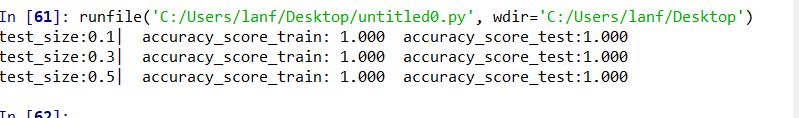 In [61]: runfile('C:/Users/lanf/Desktop/untitled0.py', wdir='C:/Users/lanf/Desktop')
test_size:0.1|  accuracy_score_train: 1.000  accuracy_score_test:1.000
test_size:0.3|  accuracy_score_train: 1.000  accuracy_score_test:1.000
test_size:0.5|  accuracy_score_train: 1.000  accuracy_score_test:1.000
In [62]: